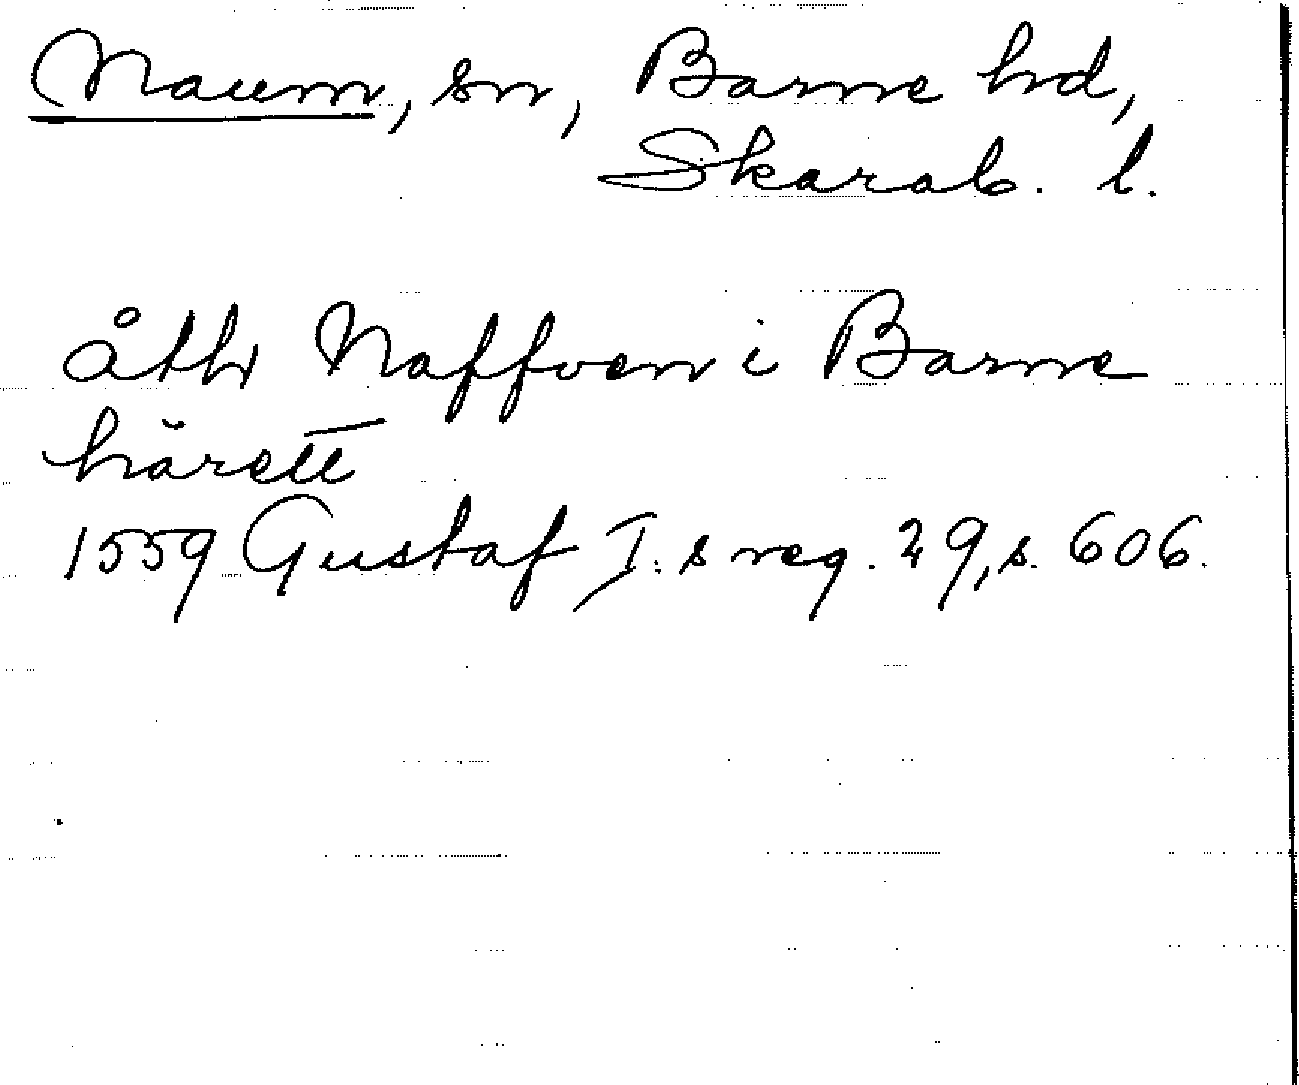 Naum, sn, Barne hd,
Skarab. l.
åth Naffven i Barne
härett
1559 Gustaf I:s reg. 29, s. 606.